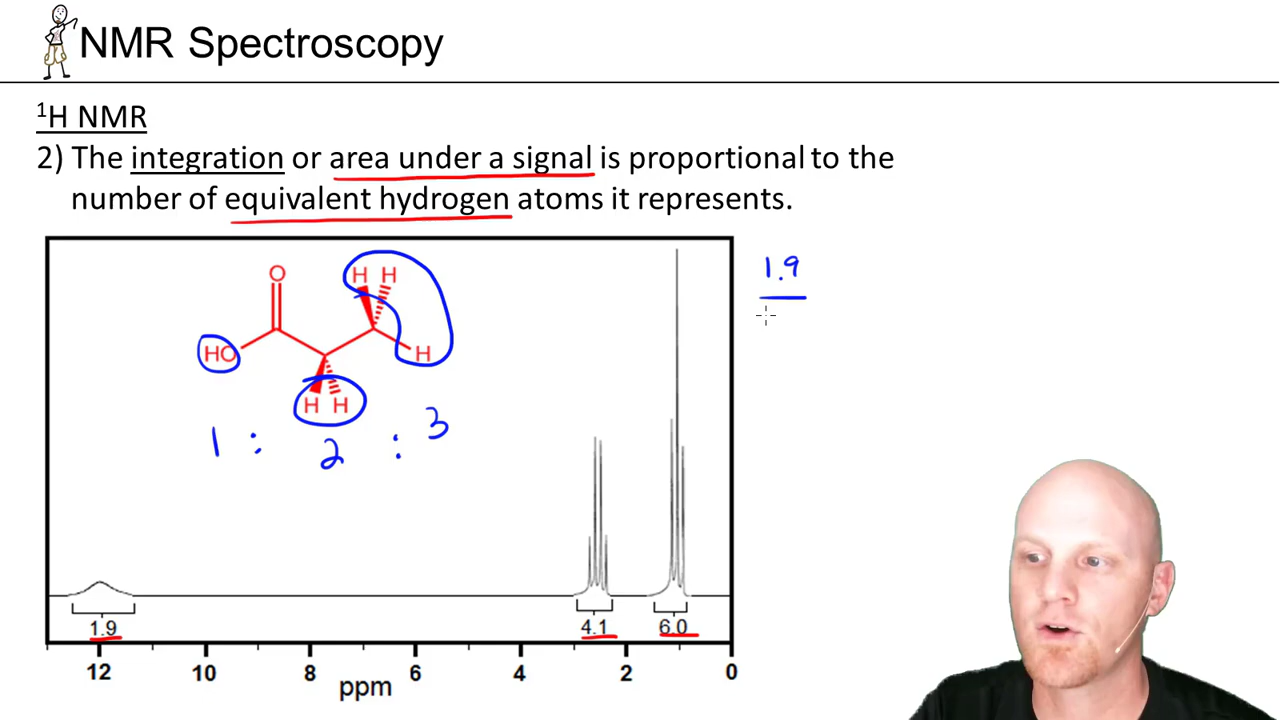 NMR Spectroscopy
¹H NMR
2) The integration or area under a signal is proportional to the
number of equivalent hydrogen atoms it represents.
1.9
O
H H
HO
H
H H
1 : 2 : 3
1.9 4.1 6.0
12 10 8 6 4 2 0
ppm